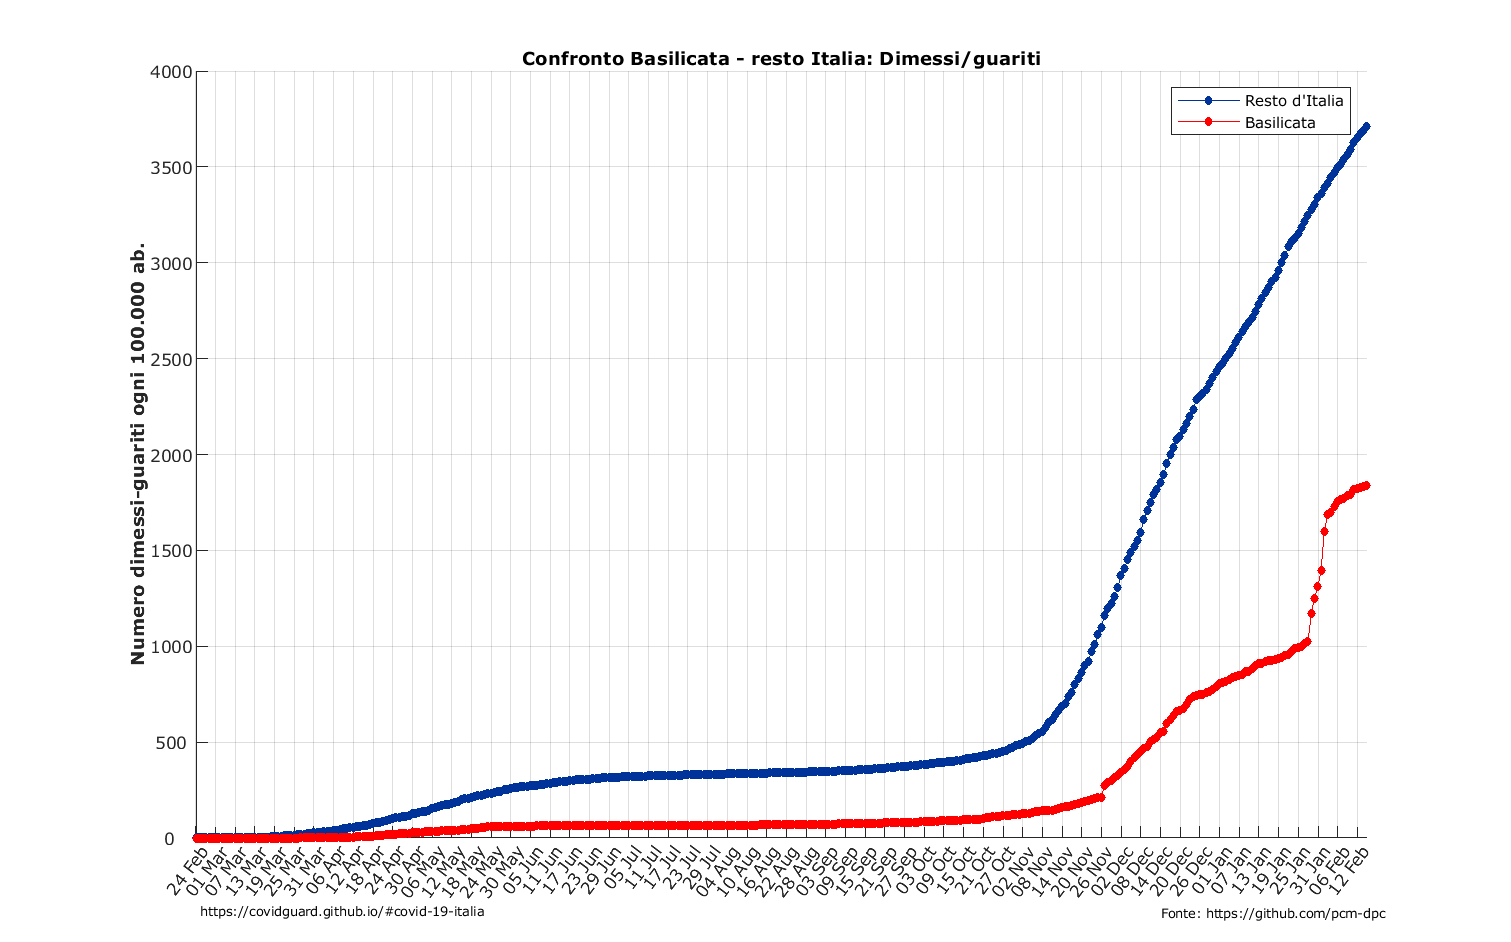 Confronto Basilicata - resto Italia: Dimessi/guariti
Numero dimessi-guariti ogni 100.000 ab.
4000
3500
3000
2500
2000
1500
1000
500
0
Resto d'Italia
Basilicata
24 Feb
01 Mar
07 Mar
13 Mar
19 Mar
25 Mar
31 Mar
06 Apr
12 Apr
18 Apr
24 Apr
30 Apr
06 May
12 May
18 May
24 May
30 May
05 Jun
11 Jun
17 Jun
23 Jun
29 Jun
05 Jul
11 Jul
17 Jul
23 Jul
29 Jul
04 Aug
10 Aug
16 Aug
22 Aug
28 Aug
03 Sep
09 Sep
15 Sep
21 Sep
27 Sep
03 Oct
09 Oct
15 Oct
21 Oct
27 Oct
02 Nov
08 Nov
14 Nov
20 Nov
26 Nov
02 Dec
08 Dec
14 Dec
20 Dec
26 Dec
01 Jan
07 Jan
13 Jan
19 Jan
25 Jan
31 Jan
06 Feb
12 Feb
https://covidguard.github.io/#covid-19-italia
Fonte: https://github.com/pcm-dpc